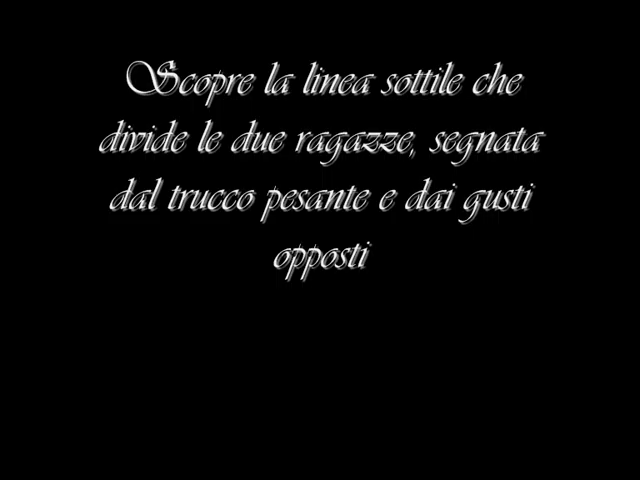 Scopre la linea sottile che
divide le due ragazze, segnata
dal trucco pesante e dai gusti
opposti